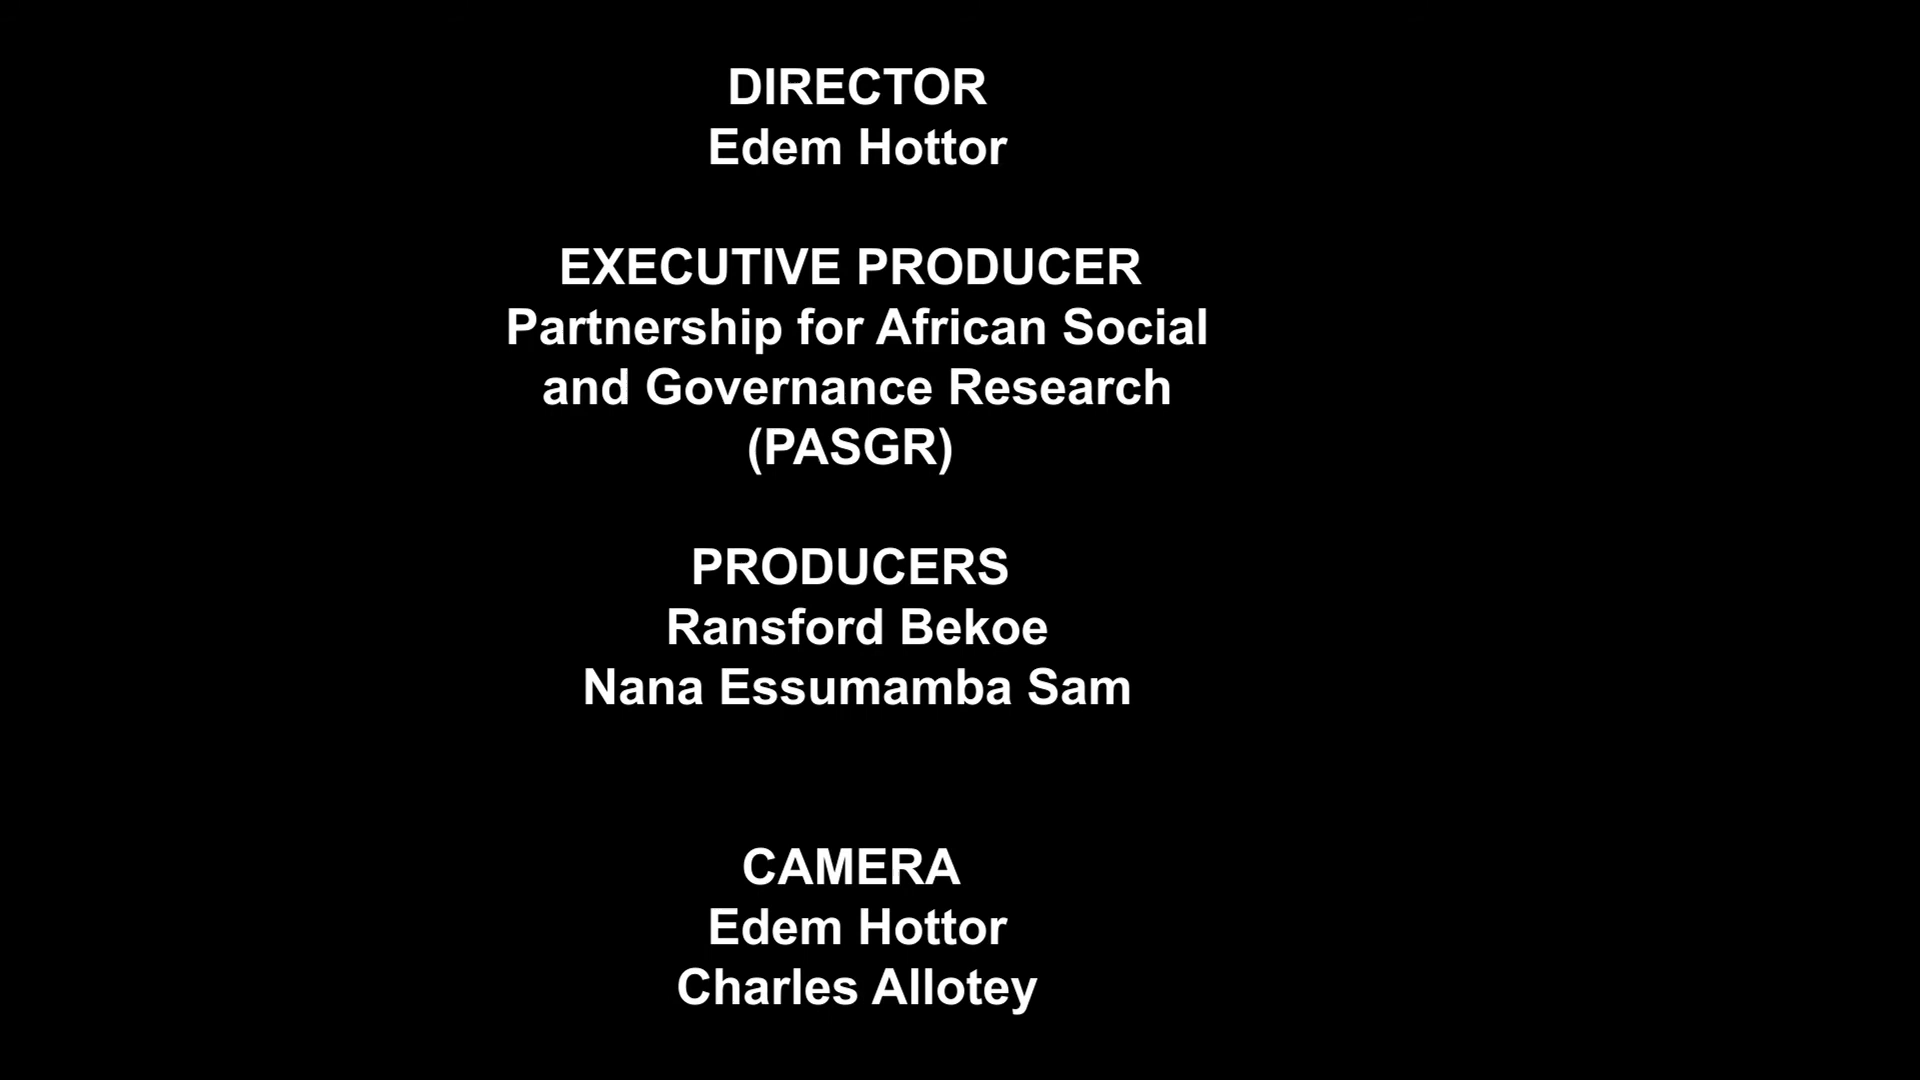 DIRECTOR
Edem Hottor
EXECUTIVE PRODUCER
Partnership for African Social
and Governance Research
(PASGR)
PRODUCERS
Ransford Bekoe
Nana Essumamba Sam
CAMERA
Edem Hottor
Charles Allotey